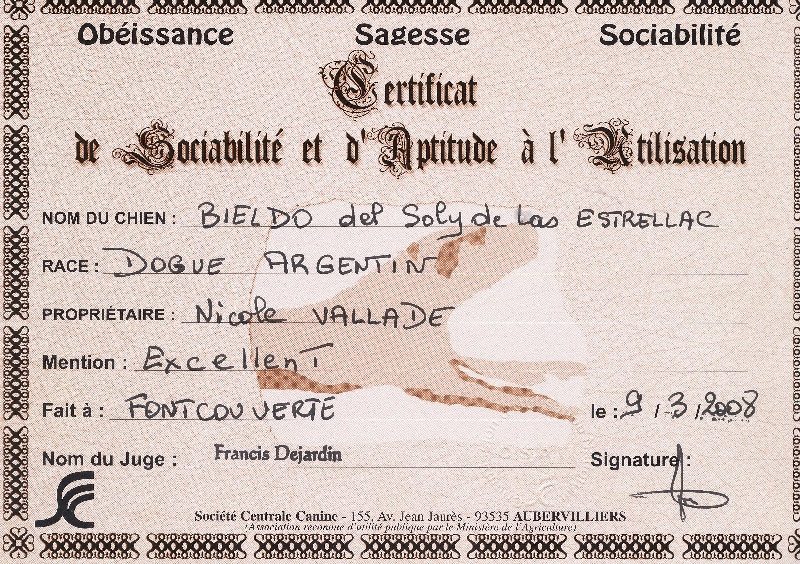 Obéissance Sagesse Sociabilité
Certificat
de Sociabilité et d'Aptitude à l' Utilisation
NOM DU CHIEN : BIELDO del Soly de Las ESTRELLAC
RACE : DOGUE ARGENTIN
PROPRIÉTAIRE : Nicole VALLADE
Mention : Excellent
Fait à : FONTCOUVERTE le : 9 / 3 / 2008
Nom du Juge : Francis Dejardin Signature :
Société Centrale Canine - 155, Av. Jean Jaurès - 93535 AUBERVILLIERS
(Association reconnue d'utilité publique par le Ministère de l'Agriculture)